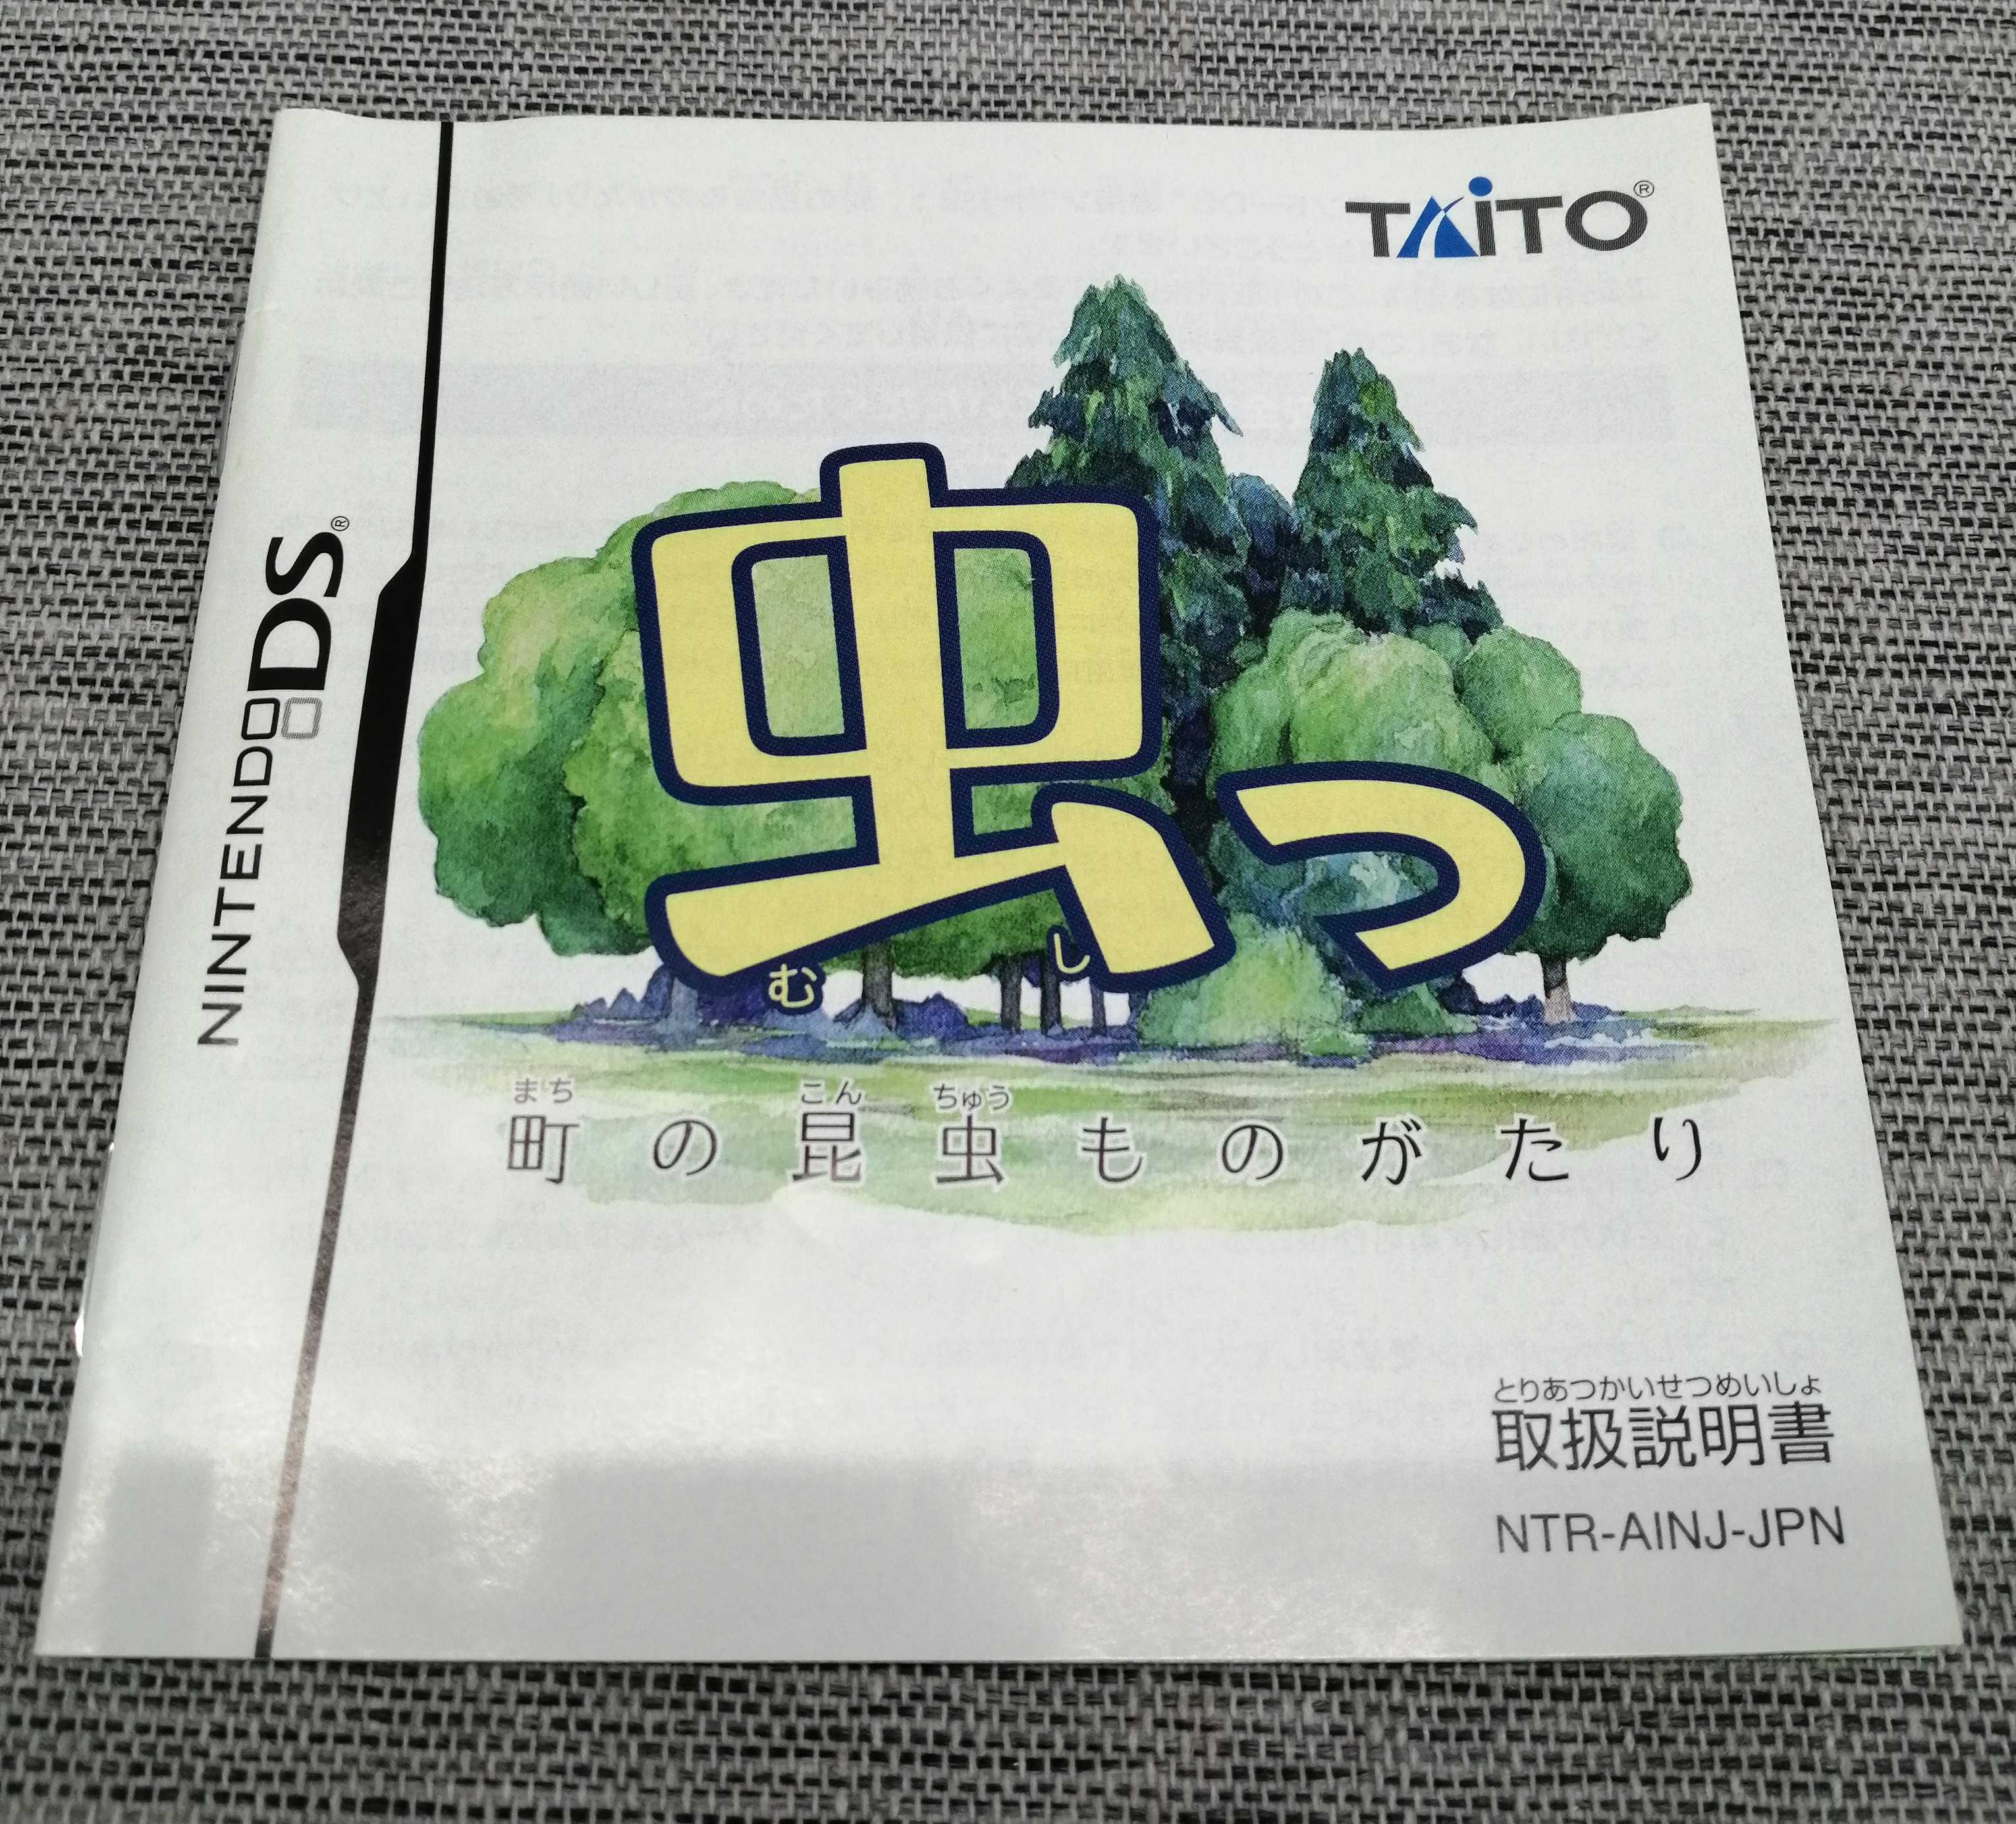 TAITO®
NINTENDO DS®
虫っ
むし
まち こん ちゅう
町の昆虫ものがたり
とりあつかいせつめいしょ
取扱説明書
NTR-AINJ-JPN